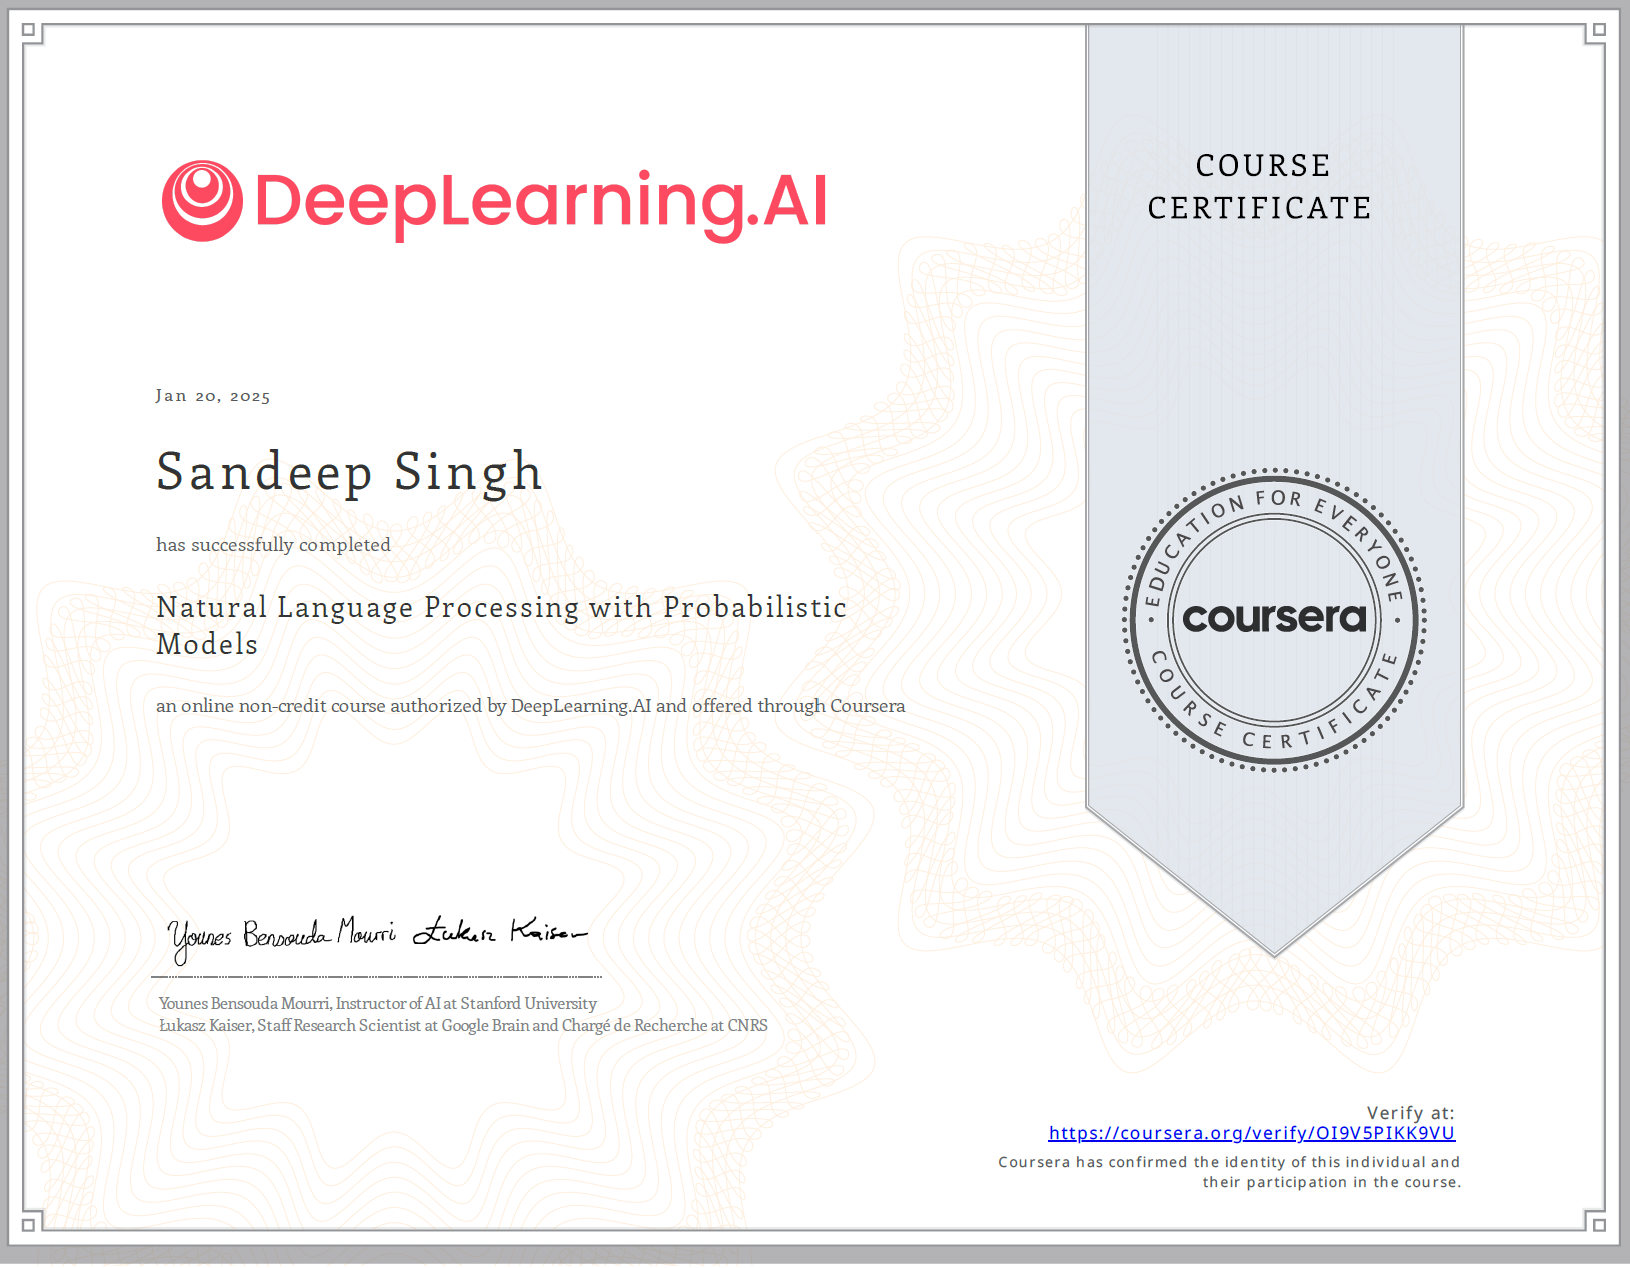 DeepLearning.AI
COURSE
CERTIFICATE
Jan 20, 2025
Sandeep Singh
has successfully completed
Natural Language Processing with Probabilistic
Models
an online non-credit course authorized by DeepLearning.AI and offered through Coursera
EDUCATION FOR EVERYONE
coursera
COURSE CERTIFICATE
Younes Bensouda Mourri Łukasz Kaiser
Younes Bensouda Mourri, Instructor of AI at Stanford University
Łukasz Kaiser, Staff Research Scientist at Google Brain and Chargé de Recherche at CNRS
Verify at:
https://coursera.org/verify/OI9V5PIKK9VU
Coursera has confirmed the identity of this individual and
their participation in the course.